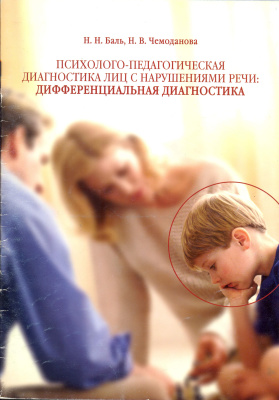 Н. Н. Баль, Н. В. Чемоданова
ПСИХОЛОГО-ПЕДАГОГИЧЕСКАЯ
ДИАГНОСТИКА ЛИЦ С НАРУШЕНИЯМИ РЕЧИ:
ДИФФЕРЕНЦИАЛЬНАЯ ДИАГНОСТИКА